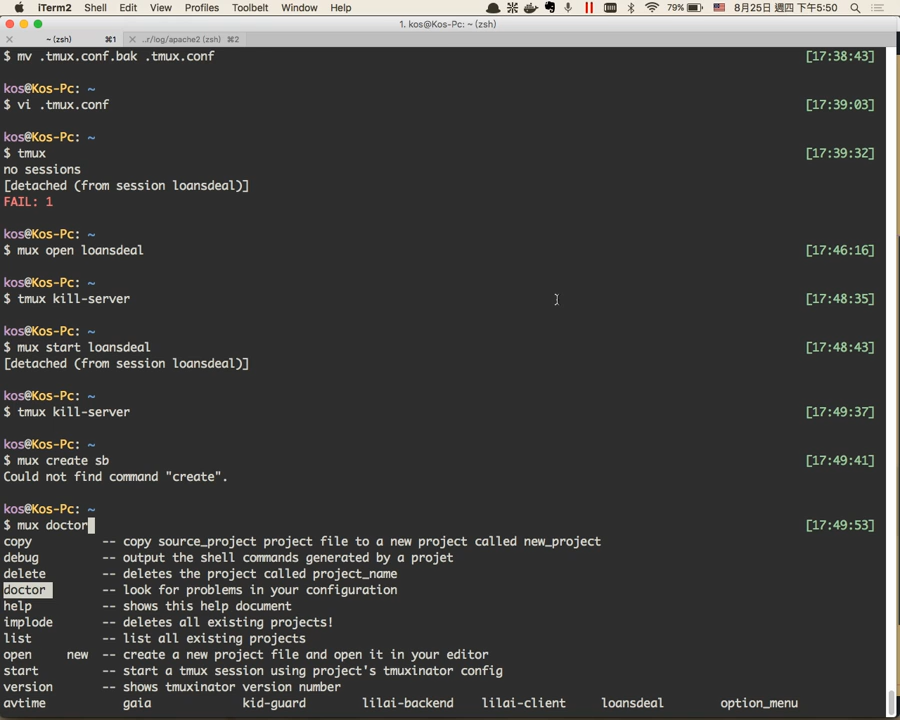 iTerm2 Shell Edit View Profiles Toolbelt Window Help 79% 8月25日 週四 下午5:50
1. kos@Kos-Pc: ~ (zsh)
~ (zsh) ⌘1 ..r/log/apache2 (zsh) ⌘2
$ mv .tmux.conf.bak .tmux.conf [17:38:43]
kos@Kos-Pc: ~
$ vi .tmux.conf [17:39:03]
kos@Kos-Pc: ~
$ tmux [17:39:32]
no sessions
[detached (from session loansdeal)]
FAIL: 1
kos@Kos-Pc: ~
$ mux open loansdeal [17:46:16]
kos@Kos-Pc: ~
$ tmux kill-server [17:48:35]
kos@Kos-Pc: ~
$ mux start loansdeal [17:48:43]
[detached (from session loansdeal)]
kos@Kos-Pc: ~
$ tmux kill-server [17:49:37]
kos@Kos-Pc: ~
$ mux create sb [17:49:41]
Could not find command "create".
kos@Kos-Pc: ~
$ mux doctor [17:49:53]
copy -- copy source_project project file to a new project called new_project
debug -- output the shell commands generated by a projet
delete -- deletes the project called project_name
doctor -- look for problems in your configuration
help -- shows this help document
implode -- deletes all existing projects!
list -- list all existing projects
open new -- create a new project file and open it in your editor
start -- start a tmux session using project's tmuxinator config
version -- shows tmuxinator version number
avtime gaia kid-guard lilai-backend lilai-client loansdeal option_menu